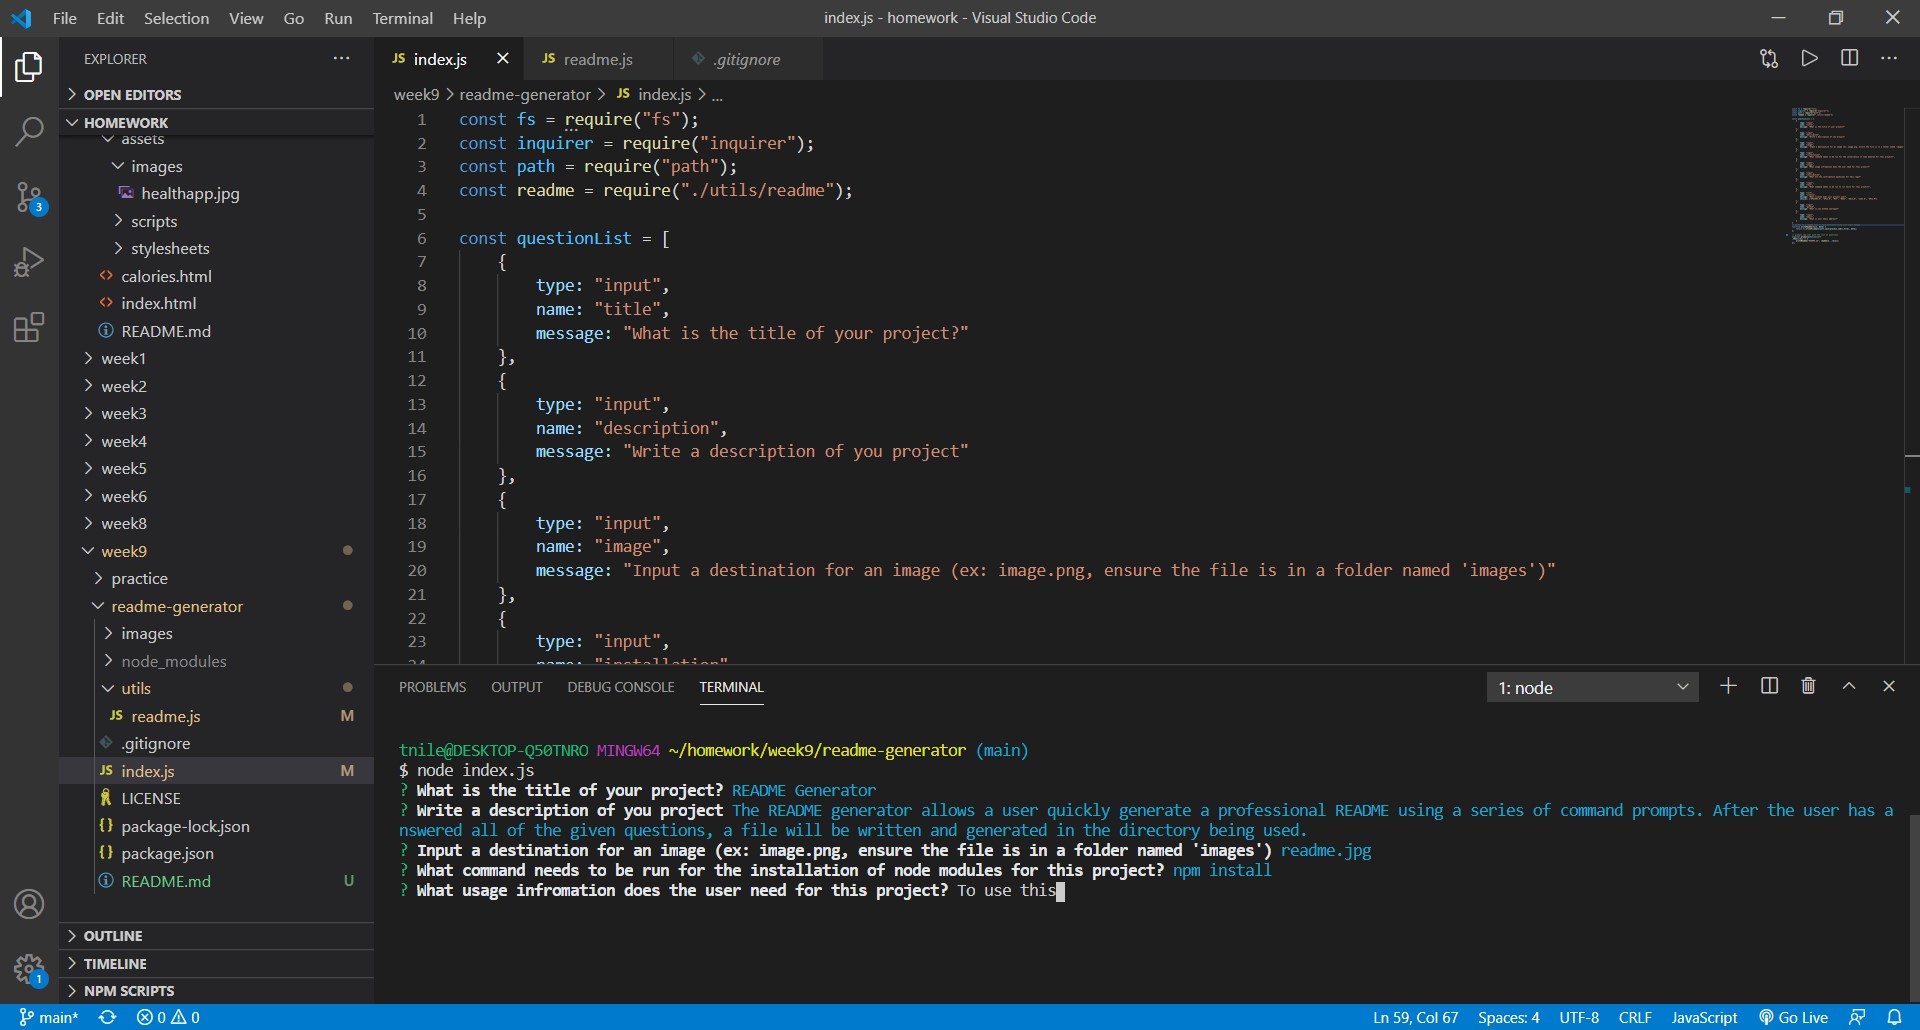 File Edit Selection View Go Run Terminal Help
index.js - homework - Visual Studio Code
EXPLORER
OPEN EDITORS
HOMEWORK
assets
images
healthapp.jpg
scripts
stylesheets
calories.html
index.html
README.md
week1
week2
week3
week4
week5
week6
week8
week9
practice
readme-generator
images
node_modules
utils
readme.js M
.gitignore
index.js M
LICENSE
package-lock.json
package.json
README.md U
OUTLINE
TIMELINE
NPM SCRIPTS
3
1
JS index.js JS readme.js .gitignore
week9 > readme-generator > JS index.js > ...
1 const fs = require("fs");
2 const inquirer = require("inquirer");
3 const path = require("path");
4 const readme = require("./utils/readme");
5
6 const questionList = [
7 {
8 type: "input",
9 name: "title",
10 message: "What is the title of your project?"
11 },
12 {
13 type: "input",
14 name: "description",
15 message: "Write a description of you project"
16 },
17 {
18 type: "input",
19 name: "image",
20 message: "Input a destination for an image (ex: image.png, ensure the file is in a folder named 'images')"
21 },
22 {
23 type: "input",
24 name: "installation"
PROBLEMS OUTPUT DEBUG CONSOLE TERMINAL
1: node
tnile@DESKTOP-Q50TNRO MINGW64 ~/homework/week9/readme-generator (main)
$ node index.js
? What is the title of your project? README Generator
? Write a description of you project The README generator allows a user quickly generate a professional README using a series of command prompts. After the user has a
nswered all of the given questions, a file will be written and generated in the directory being used.
? Input a destination for an image (ex: image.png, ensure the file is in a folder named 'images') readme.jpg
? What command needs to be run for the installation of node modules for this project? npm install
? What usage infromation does the user need for this project? To use this
main* 0 0
Ln 59, Col 67 Spaces: 4 UTF-8 CRLF JavaScript Go Live